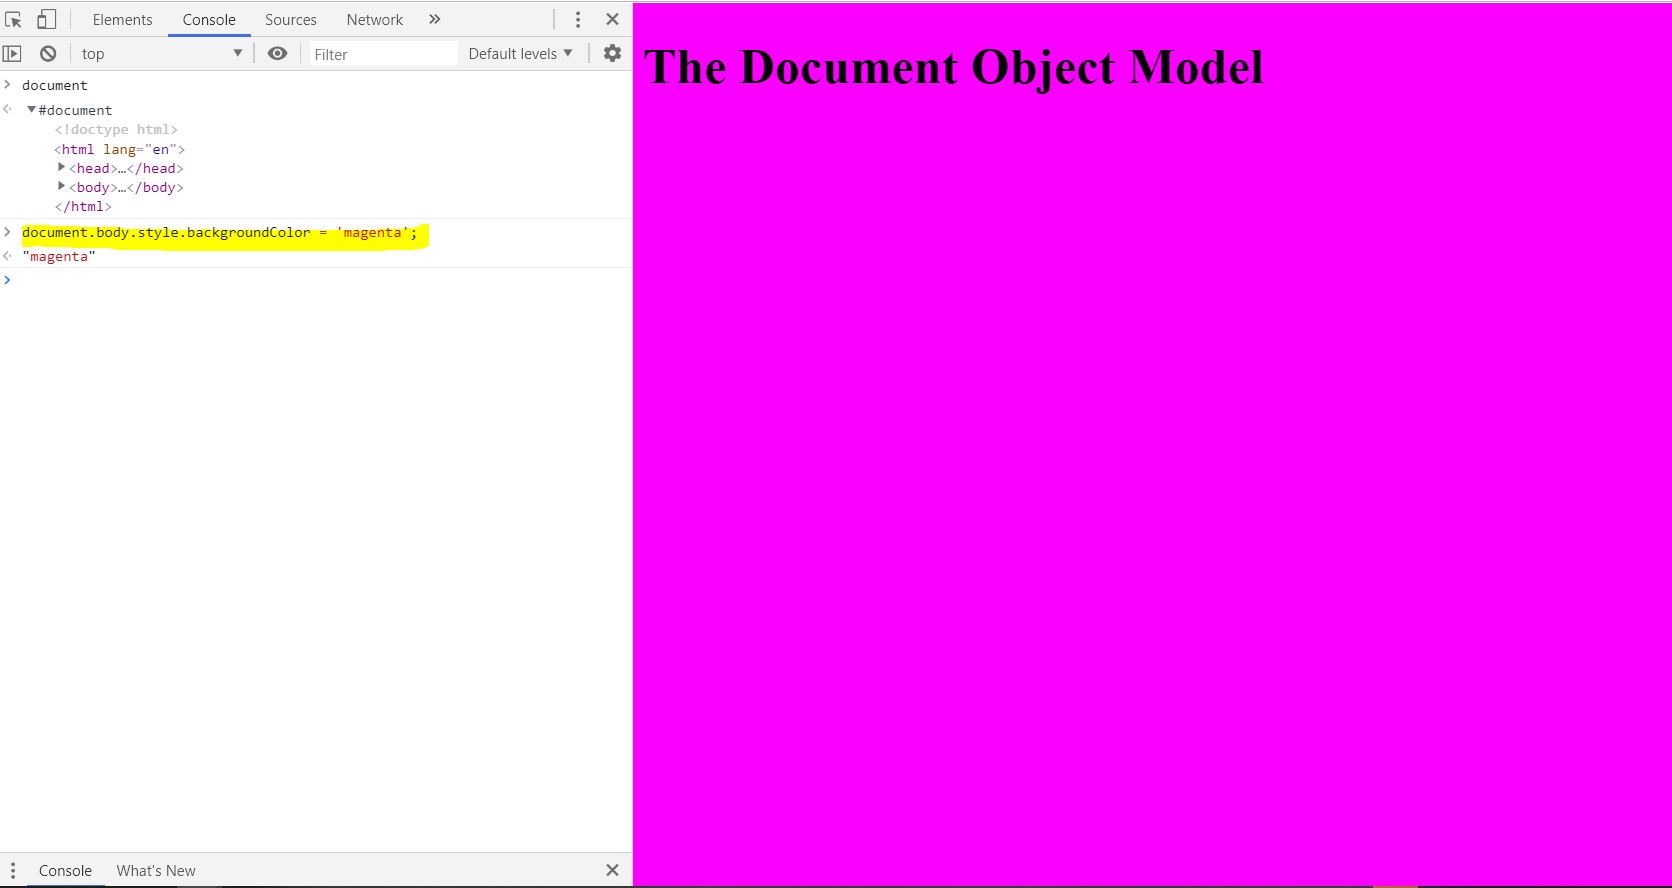 Elements Console Sources Network »
top Filter Default levels
> document
#document
<!doctype html>
<html lang="en">
<head>…</head>
<body>…</body>
</html>
> document.body.style.backgroundColor = 'magenta';
"magenta"
>
Console What's New
The Document Object Model